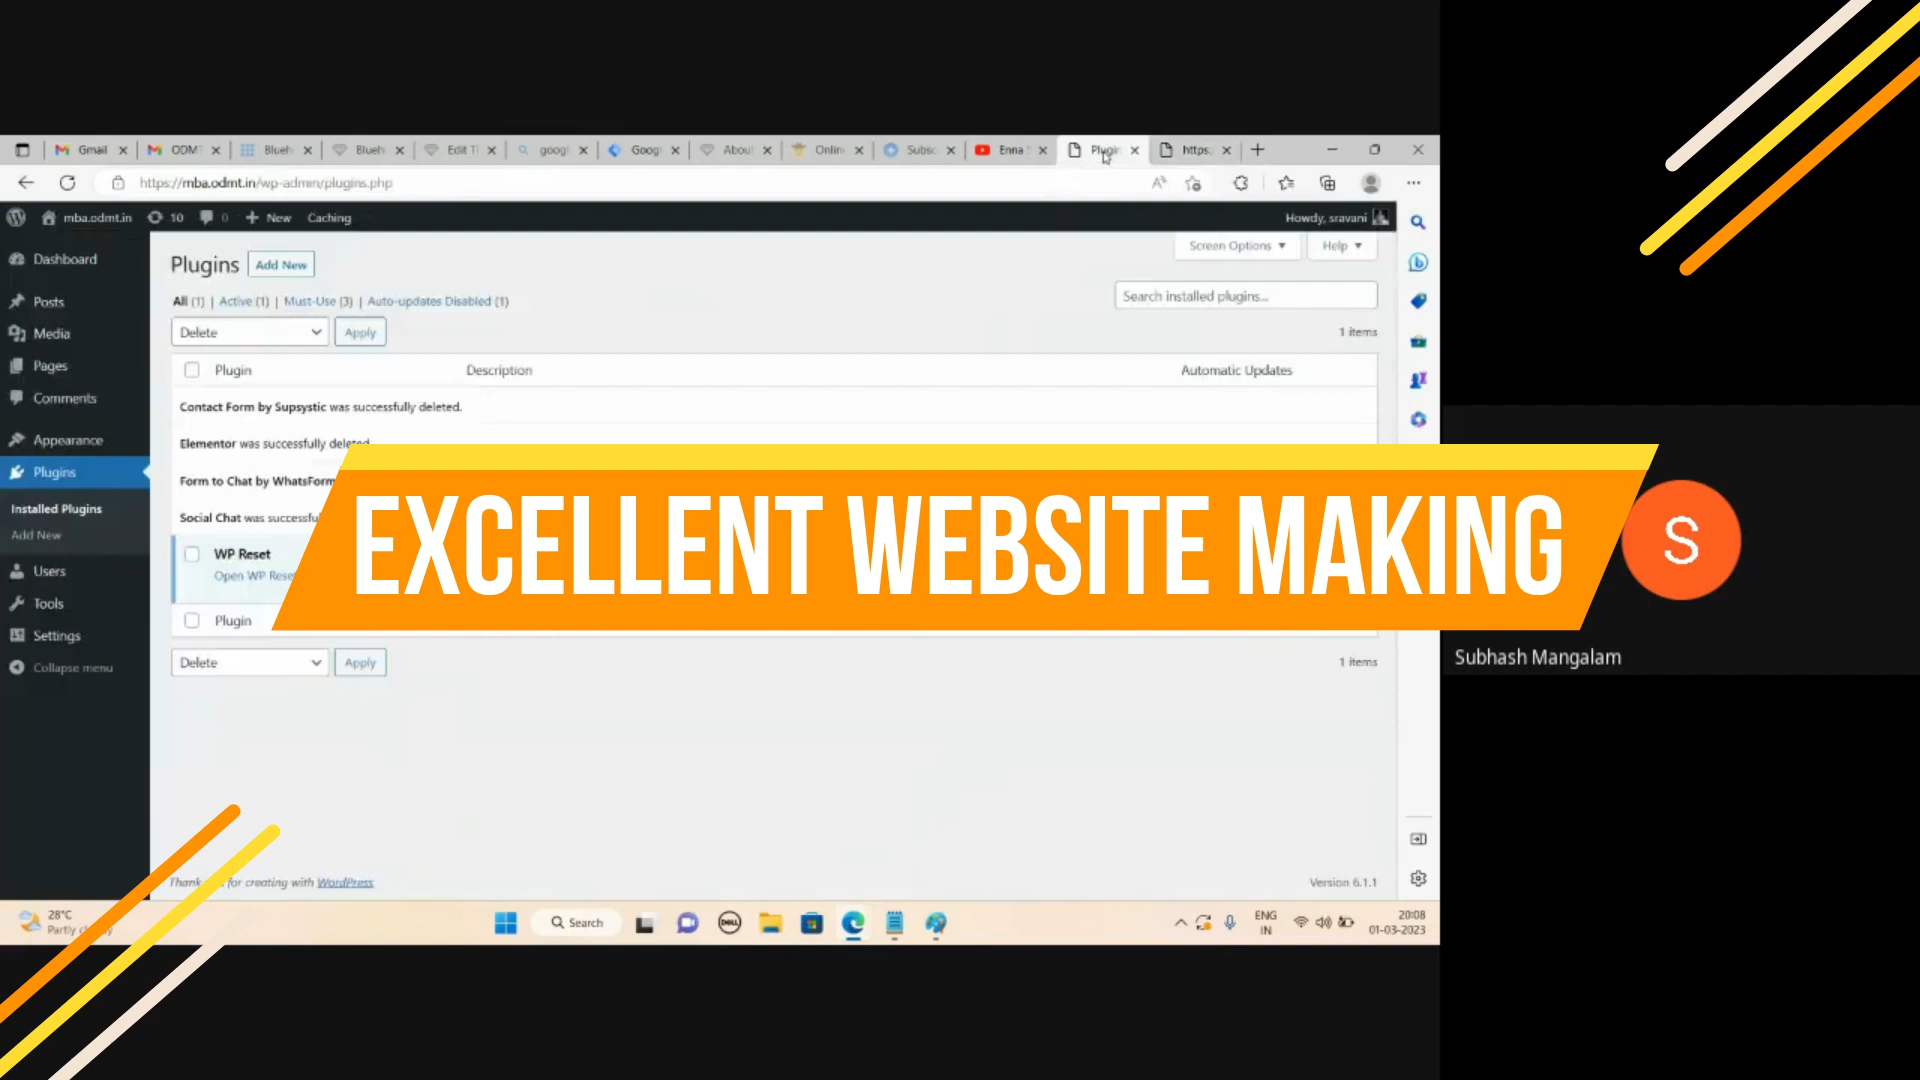 Gmail
ODMT
Blueh
Blueh
Edit Ti
googl
Googl
About
Onlin
Subsc
Enna
Plugin
https:
https://mba.odmt.in/wp-admin/plugins.php
mba.odmt.in 10 0 New Caching
Howdy, sravani
Screen Options
Help
Dashboard
Posts
Media
Pages
Comments
Appearance
Plugins
Installed Plugins
Add New
Users
Tools
Settings
Collapse menu
Plugins
Add New
All (1) | Active (1) | Must-Use (3) | Auto-updates Disabled (1)
Search installed plugins...
Delete
Apply
1 items
Plugin
Description
Automatic Updates
Contact Form by Supsystic was successfully deleted.
Elementor was successfully deleted
Form to Chat by WhatsForm
Social Chat was successful
WP Reset
Open WP Reset
Plugin
EXCELLENT WEBSITE MAKING
S
Subhash Mangalam
Delete
Apply
1 items
Thank for creating with WordPress
Version 6.1.1
28°C
Partly
Search
DELL
ENG
IN
20:08
01-03-2023